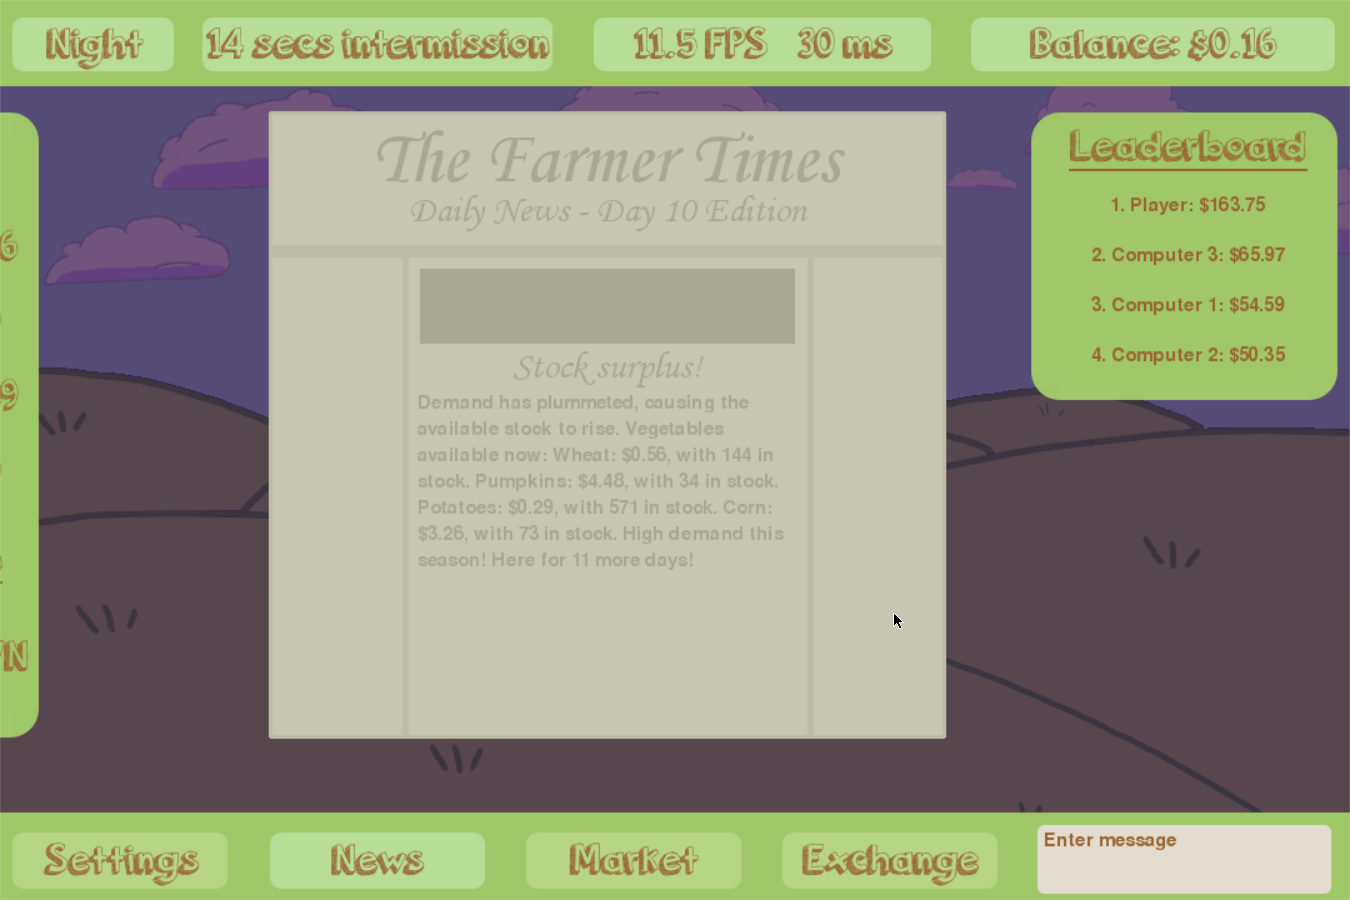 Night
14 secs intermission
11.5 FPS 30 ms
Balance: $0.16
6
9
N
The Farmer Times
Daily News - Day 10 Edition
Stock surplus!
Demand has plummeted, causing the
available stock to rise. Vegetables
available now: Wheat: $0.56, with 144 in
stock. Pumpkins: $4.48, with 34 in stock.
Potatoes: $0.29, with 571 in stock. Corn:
$3.26, with 73 in stock. High demand this
season! Here for 11 more days!
Leaderboard
1. Player: $163.75
2. Computer 3: $65.97
3. Computer 1: $54.59
4. Computer 2: $50.35
Settings
News
Market
Exchange
Enter message